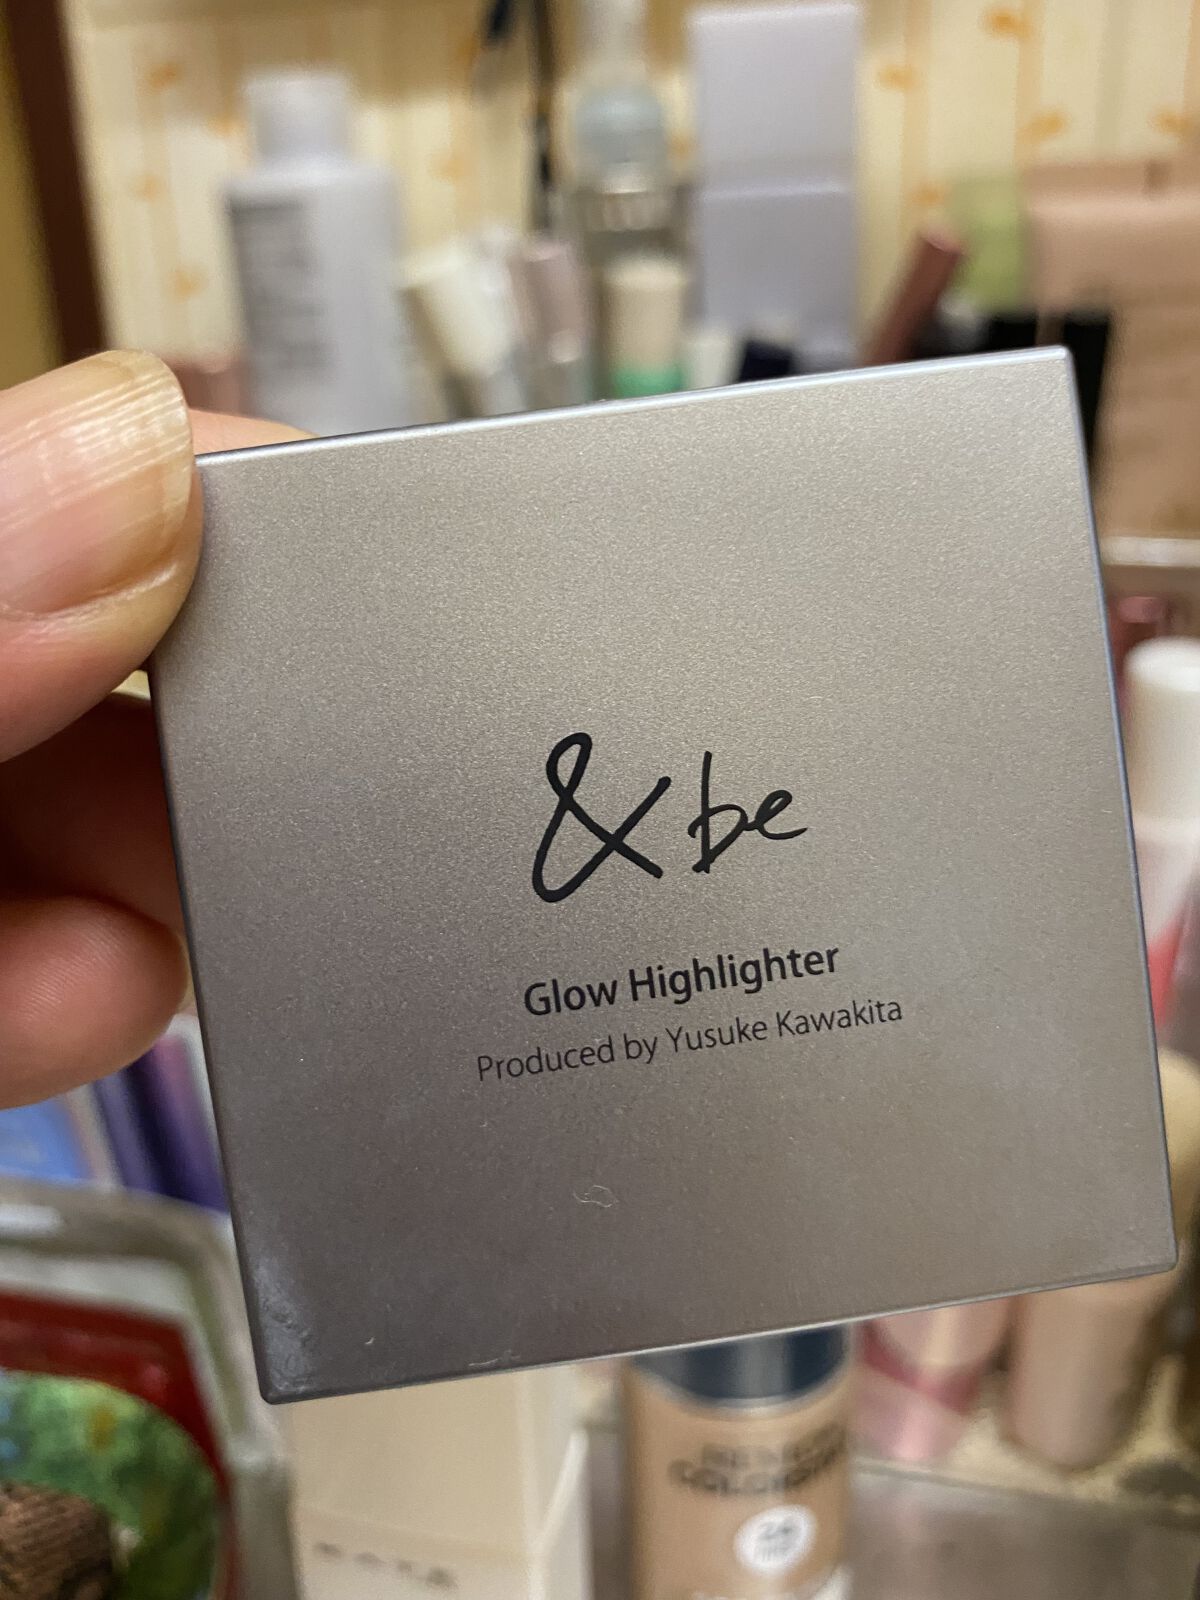 & be
Glow Highlighter
Produced by Yusuke Kawakita